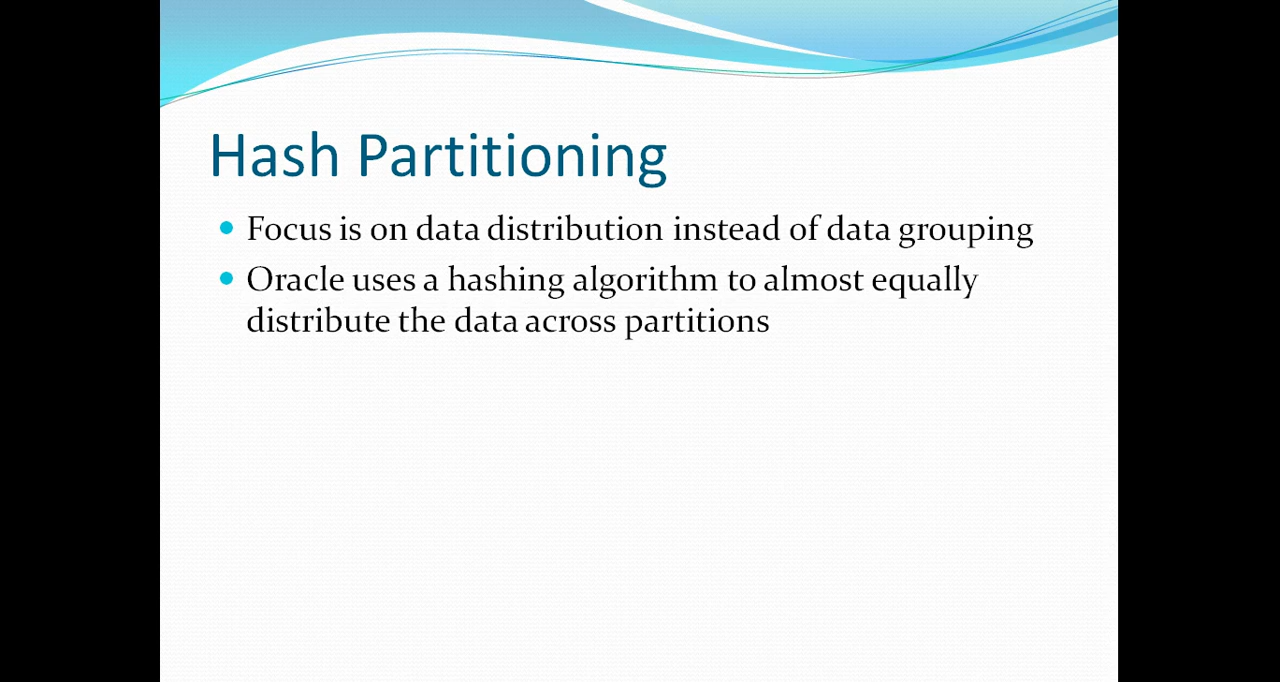 Hash Partitioning
Focus is on data distribution instead of data grouping
Oracle uses a hashing algorithm to almost equally
distribute the data across partitions